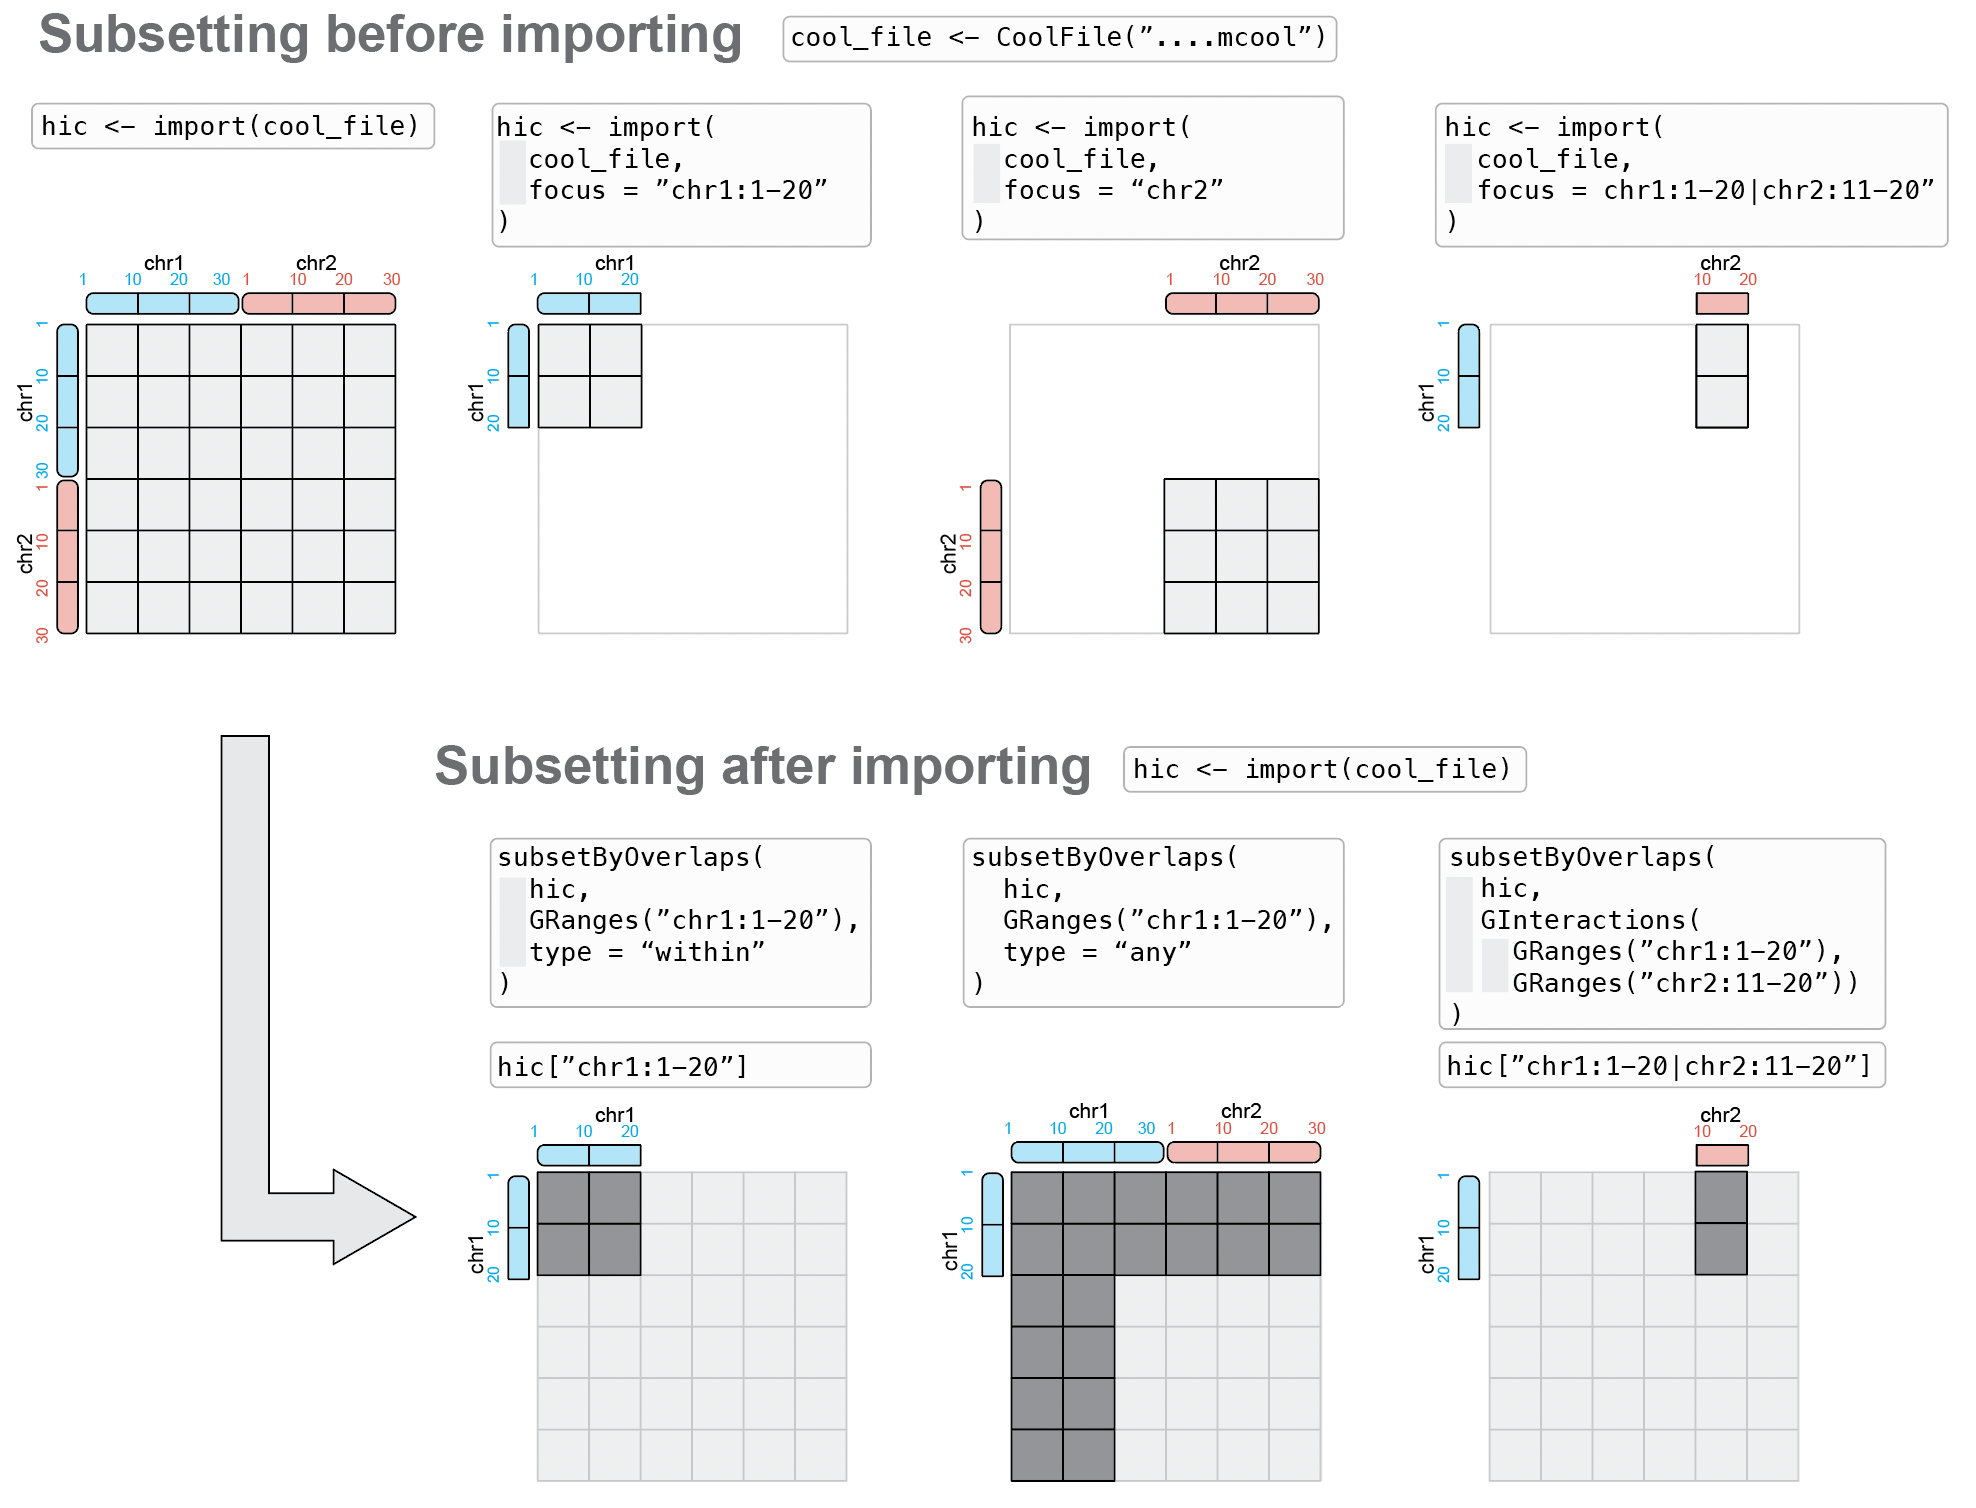 Subsetting before importing
cool_file <− CoolFile(”....mcool”)
hic <− import(cool_file)
hic <− import(
cool_file,
focus = ”chr1:1−20”
)
hic <− import(
cool_file,
focus = “chr2”
)
hic <− import(
cool_file,
focus = chr1:1−20|chr2:11−20”
)
chr1 chr2
1 10 20 30 1 10 20 30
chr1
1 10 20 30
chr2
1 10 20 30
chr1
1 10 20
chr1
1 10 20
chr2
1 10 20 30
chr2
1 10 20 30
chr2
10 20
chr1
1 10 20
Subsetting after importing
hic <− import(cool_file)
subsetByOverlaps(
hic,
GRanges(”chr1:1−20”),
type = “within”
)
hic[”chr1:1−20”]
subsetByOverlaps(
hic,
GRanges(”chr1:1−20”),
type = “any”
)
subsetByOverlaps(
hic,
GInteractions(
GRanges(”chr1:1−20”),
GRanges(”chr2:11−20”))
)
hic[”chr1:1−20|chr2:11−20”]
chr1
1 10 20
chr1
1 10 20
chr1 chr2
1 10 20 30 1 10 20 30
chr1
1 10 20
chr2
10 20
chr1
1 10 20